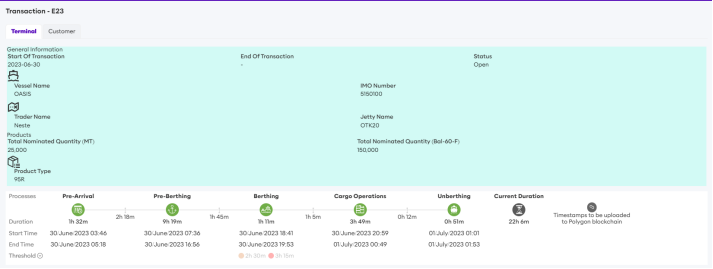 Transaction - E23
Terminal Customer
General Information
Start Of Transaction End Of Transaction Status
2023-06-30 - Open
Vessel Name IMO Number
OASIS 5150100
Trader Name Jetty Name
Neste OTK20
Products
Total Nominated Quantity (MT) Total Nominated Quantity (Bal-60-F)
25,000 150,000
Product Type
95R
Processes Pre-Arrival Pre-Berthing Berthing Cargo Operations Unberthing Current Duration
2h 18m 1h 45m 1h 5m 0h 12m
Duration 1h 32m 9h 19m 1h 11m 3h 49m 0h 51m 22h 6m
Timestamps to be uploaded
to Polygon blockchain
Start Time 30 June 2023 03:46 30 June 2023 07:36 30 June 2023 18:41 30 June 2023 20:59 01 July 2023 01:01
End Time 30 June 2023 05:18 30 June 2023 16:56 30 June 2023 19:53 01 July 2023 00:49 01 July 2023 01:53
Threshold 2h 30m 3h 15m